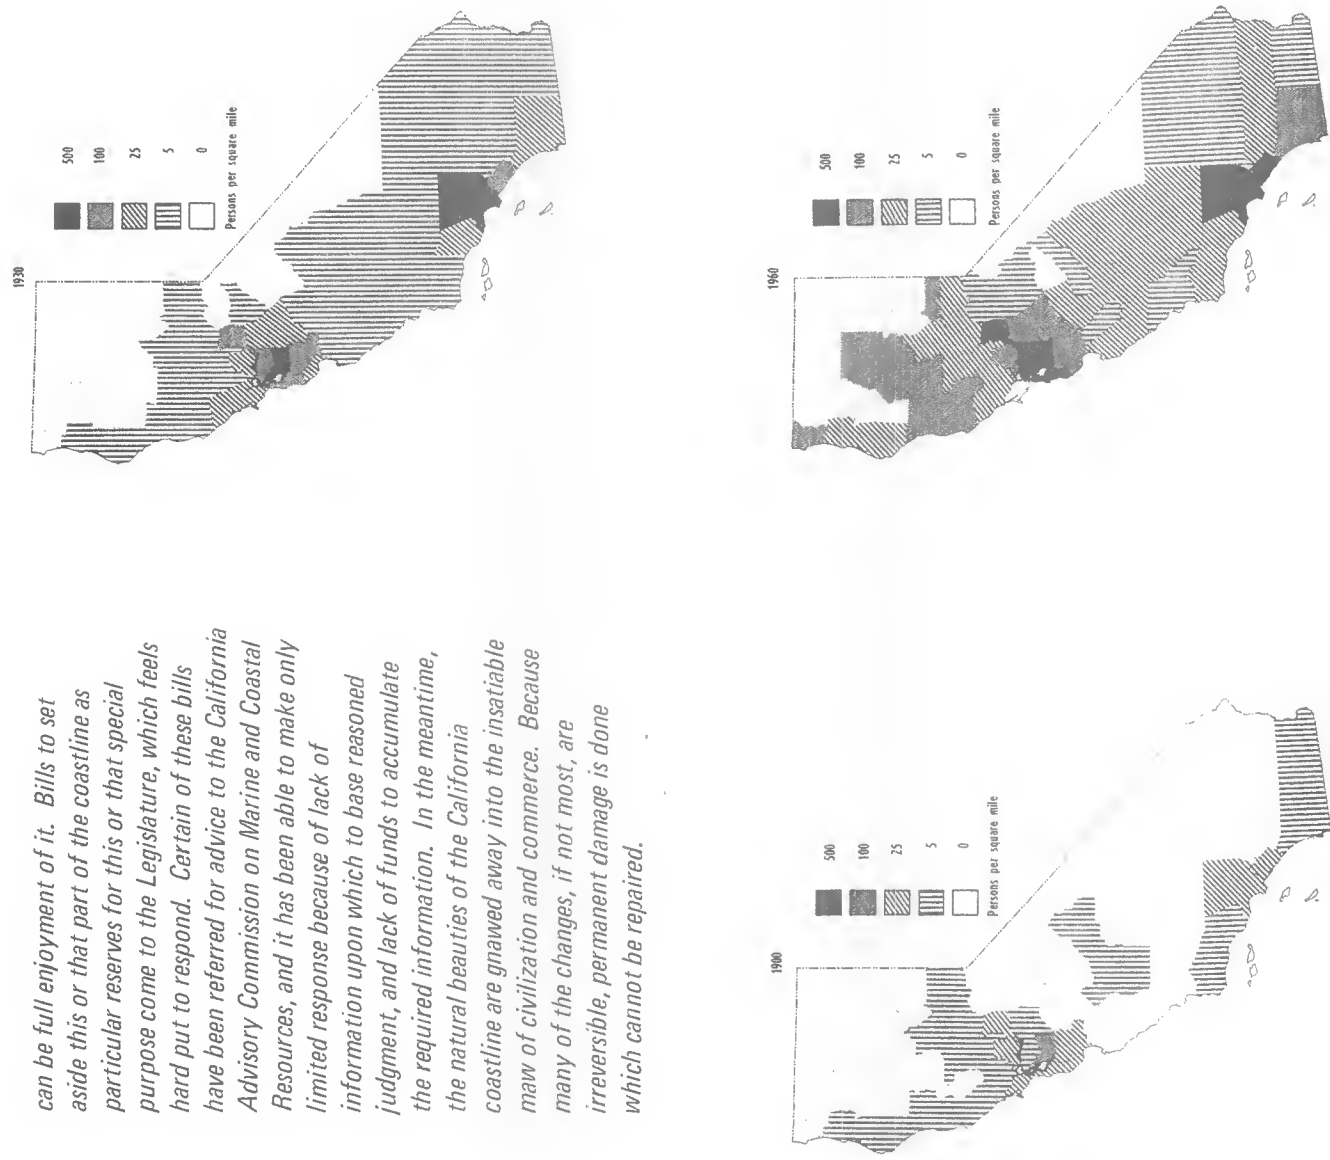 can be full enjoyment of it. Bills to set
aside this or that part of the coastline as
particular reserves for this or that special
purpose come to the Legislature, which feels
hard put to respond. Certain of these bills
have been referred for advice to the California
Advisory Commission on Marine and Coastal
Resources, and it has been able to make only
limited response because of lack of
information upon which to base reasoned
judgment, and lack of funds to accumulate
the required information. In the meantime,
the natural beauties of the California
coastline are gnawed away into the insatiable
maw of civilization and commerce. Because
many of the changes, if not most, are
irreversible, permanent damage is done
which cannot be repaired.
1930
500
100
25
5
0
Persons per square mile
1900
500
100
25
5
0
Persons per square mile
1960
500
100
25
5
0
Persons per square mile